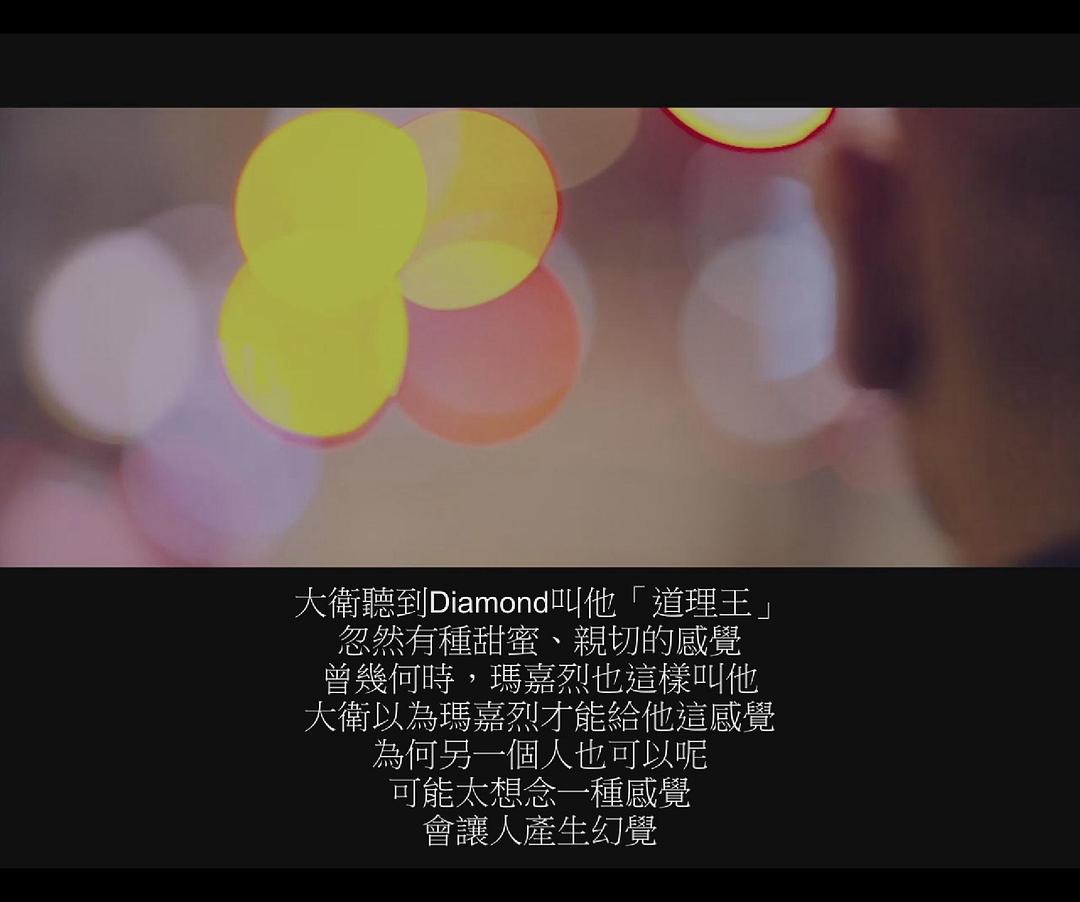 大衛聽到Diamond叫他「道理王」
忽然有種甜蜜、親切的感覺
曾幾何時，瑪嘉烈也這樣叫他
大衛以為瑪嘉烈才能給他這感覺
為何另一個人也可以呢
可能太想念一種感覺
會讓人產生幻覺